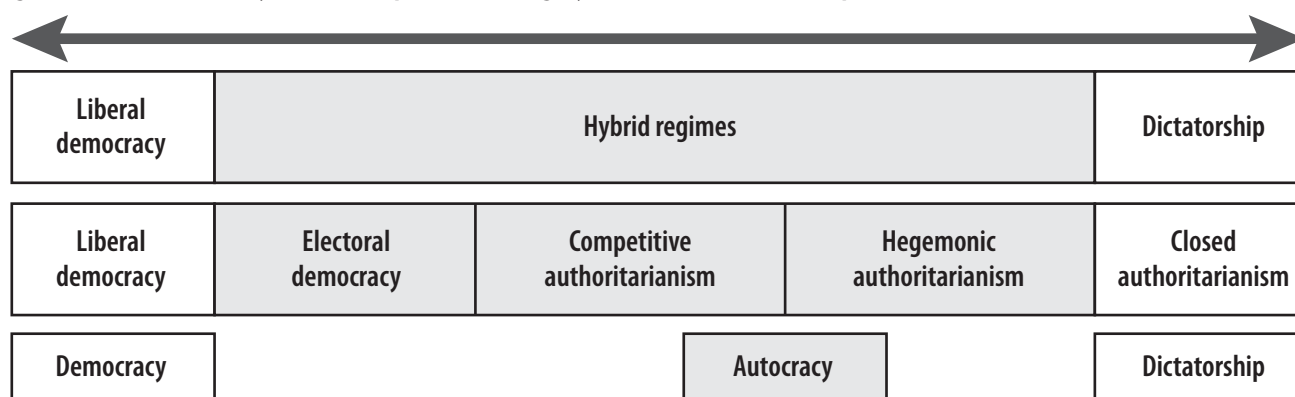 Liberal
democracy
Hybrid regimes
Dictatorship
Liberal
democracy
Electoral
democracy
Competitive
authoritarianism
Hegemonic
authoritarianism
Closed
authoritarianism
Democracy
Autocracy
Dictatorship